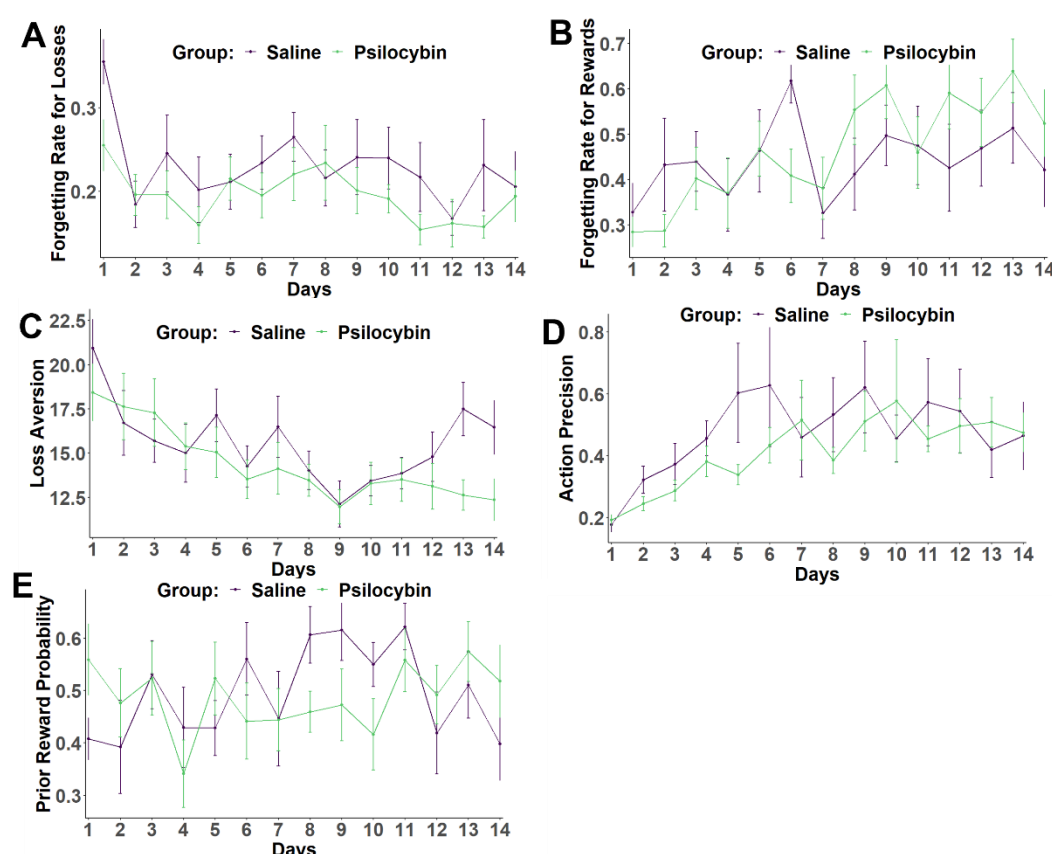 A
Group: Saline Psilocybin
Forgetting Rate for Losses
0.3
0.2
1 2 3 4 5 6 7 8 9 10 11 12 13 14
Days
B
Group: Saline Psilocybin
Forgetting Rate for Rewards
0.7
0.6
0.5
0.4
0.3
1 2 3 4 5 6 7 8 9 10 11 12 13 14
Days
C
Group: Saline Psilocybin
Loss Aversion
22.5
20.0
17.5
15.0
12.5
1 2 3 4 5 6 7 8 9 10 11 12 13 14
Days
D
Group: Saline Psilocybin
Action Precision
0.8
0.6
0.4
0.2
1 2 3 4 5 6 7 8 9 10 11 12 13 14
Days
E
Group: Saline Psilocybin
Prior Reward Probability
0.6
0.5
0.4
0.3
1 2 3 4 5 6 7 8 9 10 11 12 13 14
Days